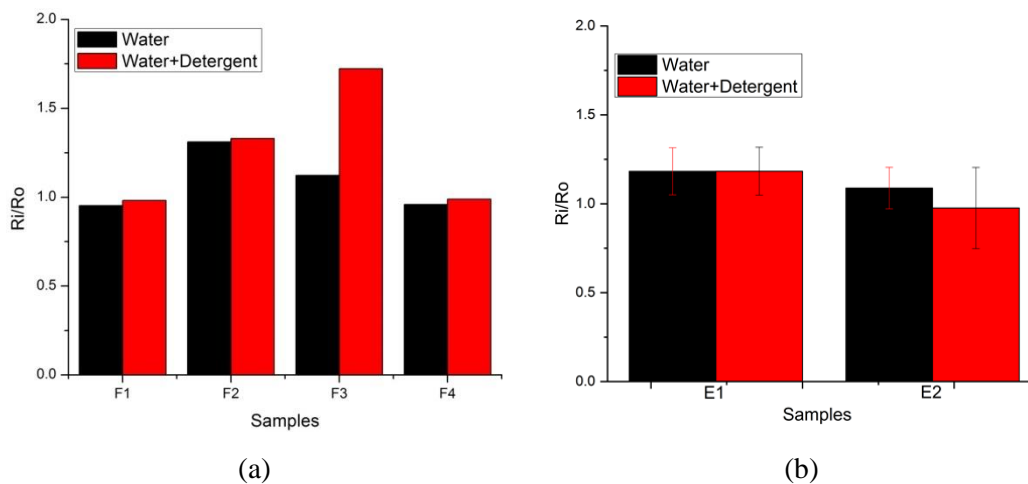 2.0
1.5
1.0
0.5
0.0
Ri/Ro
Water
Water+Detergent
F1 F2 F3 F4
Samples
(a)
2.0
1.5
1.0
0.5
0.0
Ri/Ro
Water
Water+Detergent
E1 E2
Samples
(b)